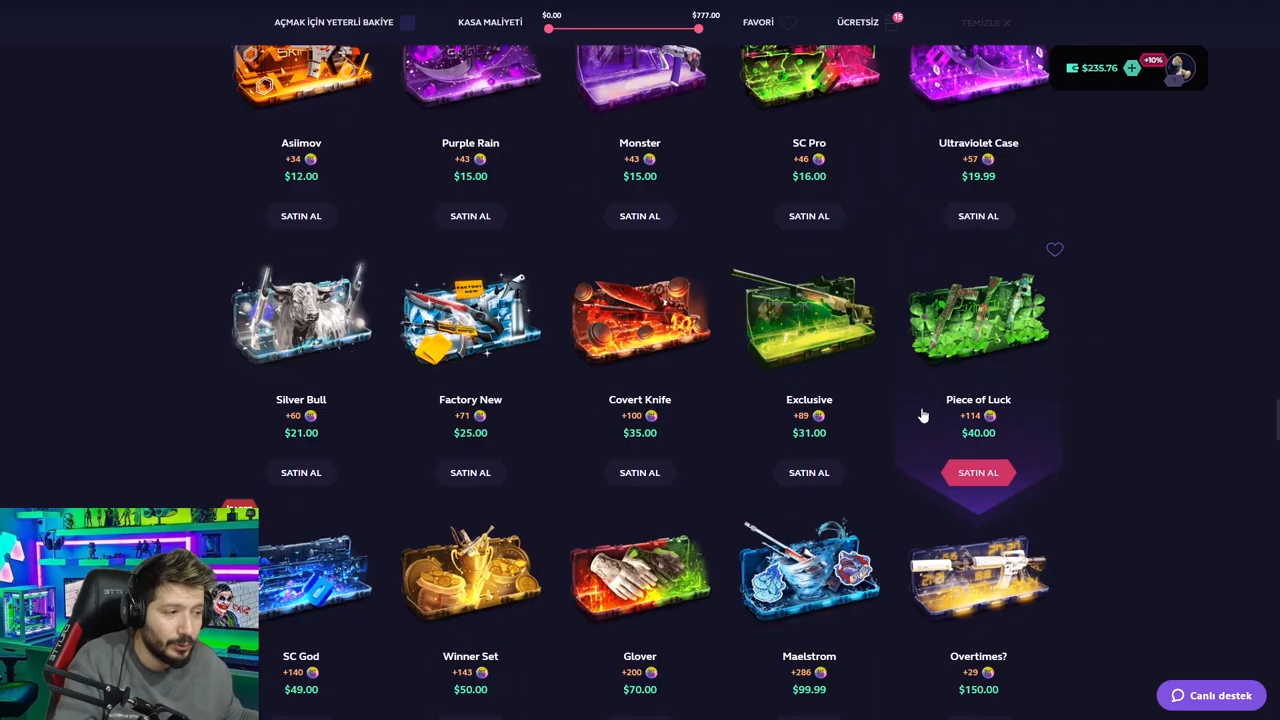 AÇMAK İÇİN YETERLİ BAKİYE
KASA MALİYETİ
$0.00
$777.00
FAVORİ
ÜCRETSİZ
15
TEMİZLE
$235.76
+10%
Asiimov
Purple Rain
Monster
SC Pro
Ultraviolet Case
+34
+43
+43
+46
+57
$12.00
$15.00
$15.00
$16.00
$19.99
SATIN AL
SATIN AL
SATIN AL
SATIN AL
SATIN AL
FACTORY NEW
Silver Bull
Factory New
Covert Knife
Exclusive
Piece of Luck
+60
+71
+100
+89
+114
$21.00
$25.00
$35.00
$31.00
$40.00
SATIN AL
SATIN AL
SATIN AL
SATIN AL
SATIN AL
SC God
Winner Set
Glover
Maelstrom
Overtimes?
+140
+143
+200
+286
+29
$49.00
$50.00
$70.00
$99.99
$150.00
Canlı destek